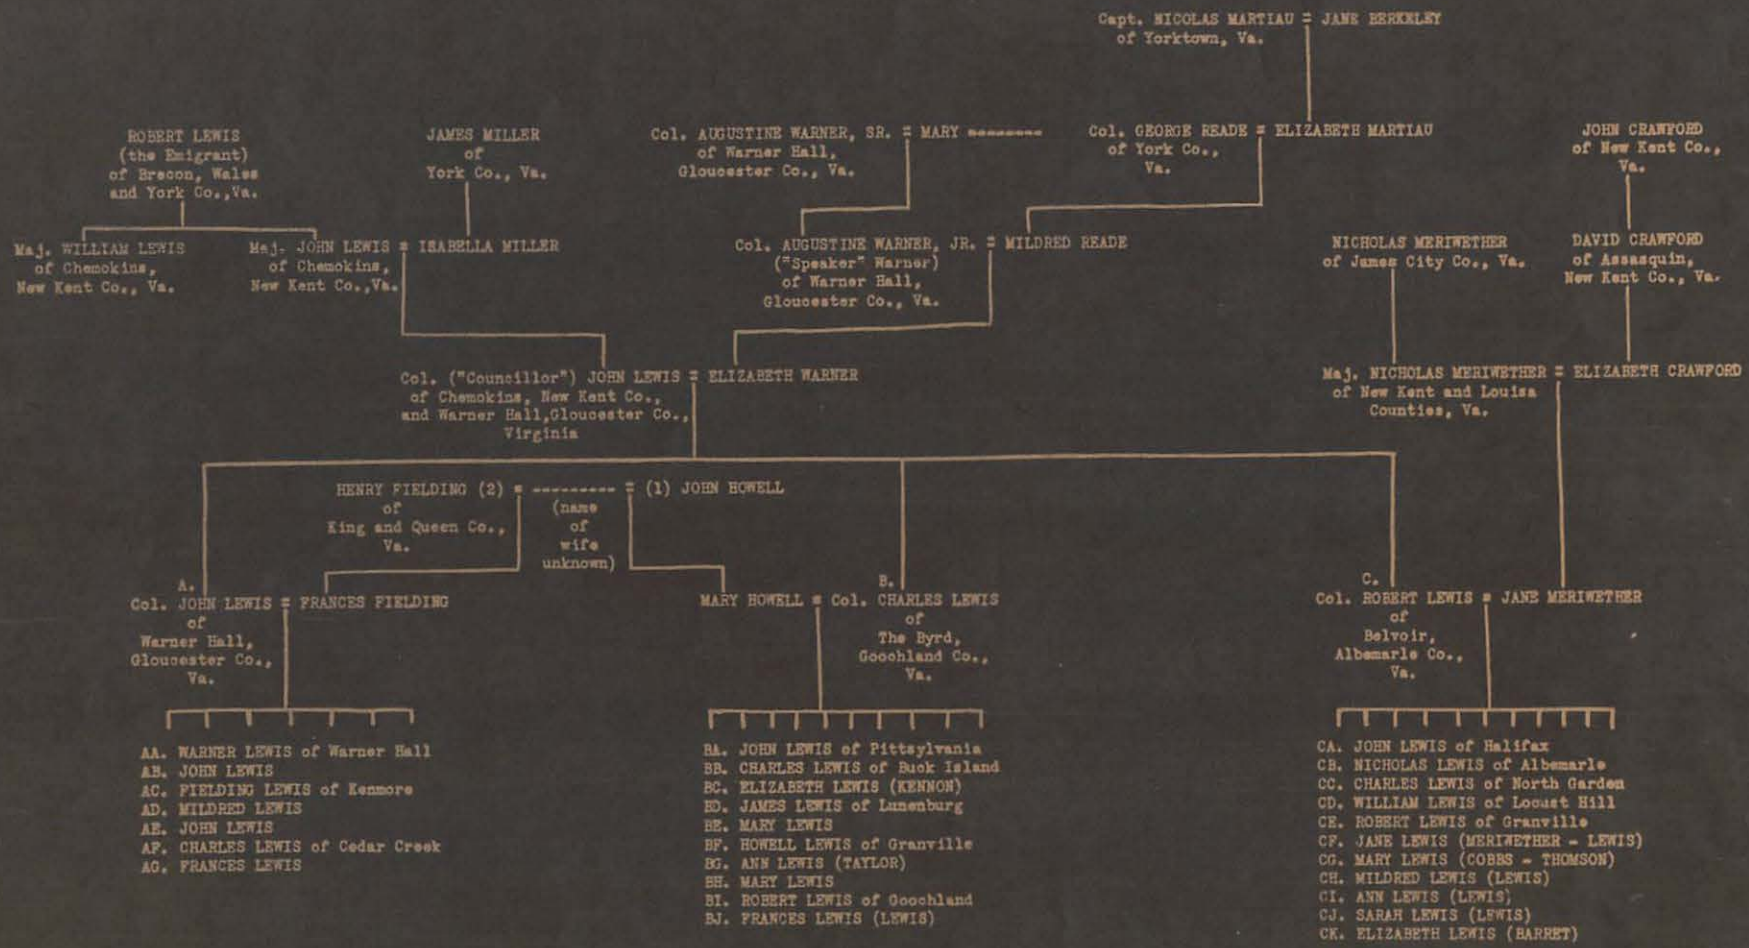 Capt. NICOLAS MARTIAU = JANE BERKELEY
of Yorktown, Va.
ROBERT LEWIS
(the Emigrant)
of Brecon, Wales
and York Co.,Va.
JAMES MILLER
of
York Co., Va.
Col. AUGUSTINE WARNER, SR. = MARY --------
of Warner Hall,
Gloucester Co., Va.
Col. GEORGE READE = ELIZABETH MARTIAU
of York Co.,
Va.
JOHN CRAWFORD
of New Kent Co.,
Va.
Maj. WILLIAM LEWIS
of Chemokins,
New Kent Co., Va.
Maj. JOHN LEWIS = ISABELLA MILLER
of Chemokins,
New Kent Co.,Va.
Col. AUGUSTINE WARNER, JR. = MILDRED READE
("Speaker" Warner)
of Warner Hall,
Gloucester Co., Va.
NICHOLAS MERIWETHER
of James City Co., Va.
DAVID CRAWFORD
of Assasquin,
New Kent Co., Va.
Col. ("Councillor") JOHN LEWIS = ELIZABETH WARNER
of Chemokins, New Kent Co.,
and Warner Hall,Gloucester Co.,
Virginia
Maj. NICHOLAS MERIWETHER = ELIZABETH CRAWFORD
of New Kent and Louisa
Counties, Va.
HENRY FIELDING (2) = --------- = (1) JOHN HOWELL
of
King and Queen Co.,
Va.
(name
of
wife
unknown)
A.
Col. JOHN LEWIS = FRANCES FIELDING
of
Warner Hall,
Gloucester Co.,
Va.
B.
MARY HOWELL = Col. CHARLES LEWIS
of
The Byrd,
Goochland Co.,
Va.
C.
Col. ROBERT LEWIS = JANE MERIWETHER
of
Belvoir,
Albemarle Co.,
Va.
AA. WARNER LEWIS of Warner Hall
AB. JOHN LEWIS
AC. FIELDING LEWIS of Kenmore
AD. MILDRED LEWIS
AE. JOHN LEWIS
AF. CHARLES LEWIS of Cedar Creek
AG. FRANCES LEWIS
BA. JOHN LEWIS of Pittsylvania
BB. CHARLES LEWIS of Buck Island
BC. ELIZABETH LEWIS (KENNON)
BD. JAMES LEWIS of Lunenburg
BE. MARY LEWIS
BF. HOWELL LEWIS of Granville
BG. ANN LEWIS (TAYLOR)
BH. MARY LEWIS
BI. ROBERT LEWIS of Goochland
BJ. FRANCES LEWIS (LEWIS)
CA. JOHN LEWIS of Halifax
CB. NICHOLAS LEWIS of Albemarle
CC. CHARLES LEWIS of North Garden
CD. WILLIAM LEWIS of Locust Hill
CE. ROBERT LEWIS of Granville
CF. JANE LEWIS (MERIWETHER - LEWIS)
CG. MARY LEWIS (COBBS - THOMSON)
CH. MILDRED LEWIS (LEWIS)
CI. ANN LEWIS (LEWIS)
CJ. SARAH LEWIS (LEWIS)
CK. ELIZABETH LEWIS (BARRET)